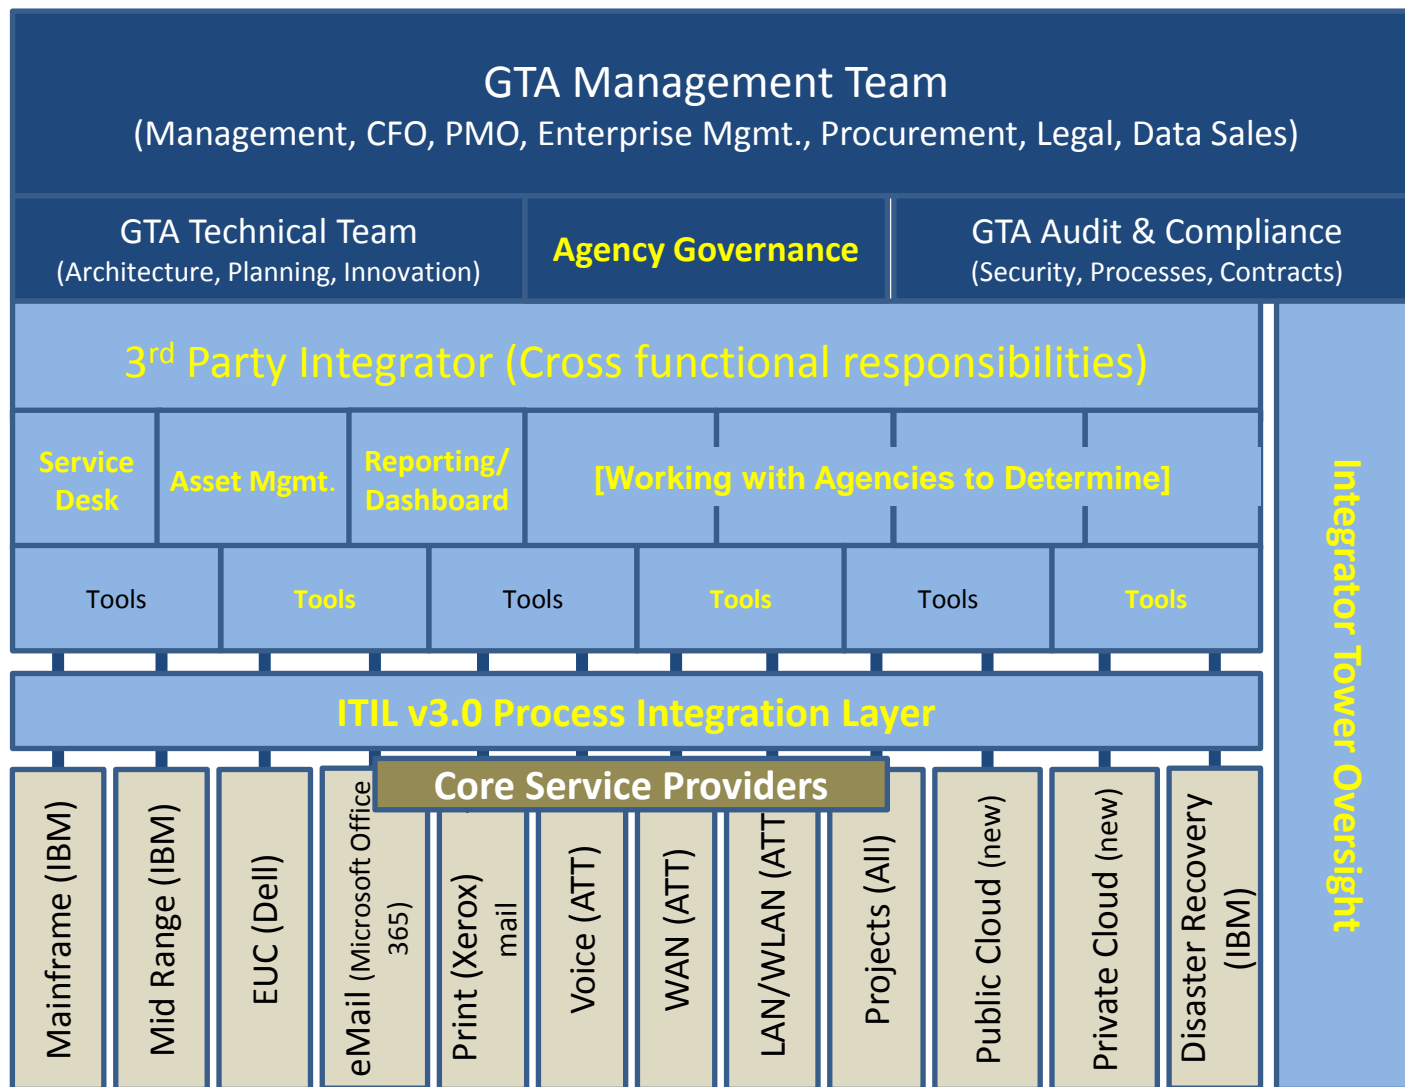 GTA Management Team
(Management, CFO, PMO, Enterprise Mgmt., Procurement, Legal, Data Sales)
GTA Technical Team
(Architecture, Planning, Innovation)
Agency Governance
GTA Audit & Compliance
(Security, Processes, Contracts)
3rd Party Integrator (Cross functional responsibilities)
Service
Desk
Asset Mgmt.
Reporting/
Dashboard
[Working with Agencies to Determine]
Tools
Tools
Tools
Tools
Tools
Tools
ITIL v3.0 Process Integration Layer
Core Service Providers
Mainframe (IBM)
Mid Range (IBM)
EUC (Dell)
eMail (Microsoft Office
365)
Print (Xerox)
mail
Voice (ATT)
WAN (ATT)
LAN/WLAN (ATT
Projects (All)
Public Cloud (new)
Private Cloud (new)
Disaster Recovery
(IBM)
Integrator Tower Oversight